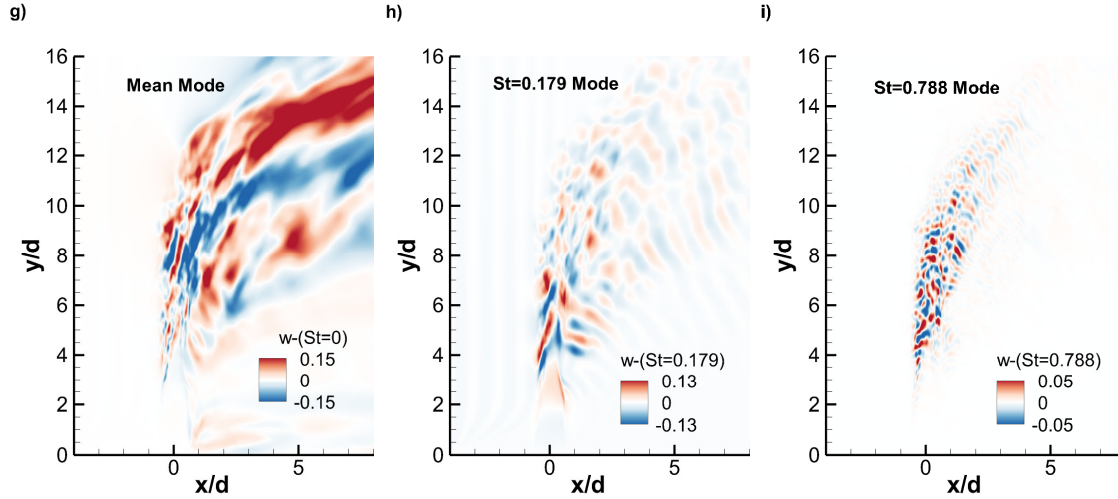 g)
16
14
12
10
8
6
4
2
0
y/d
Mean Mode
w-(St=0)
0.15
0
-0.15
0
5
x/d
h)
16
14
12
10
8
6
4
2
0
y/d
St=0.179 Mode
w-(St=0.179)
0.13
0
-0.13
0
5
x/d
i)
16
14
12
10
8
6
4
2
0
y/d
St=0.788 Mode
w-(St=0.788)
0.05
0
-0.05
0
5
x/d